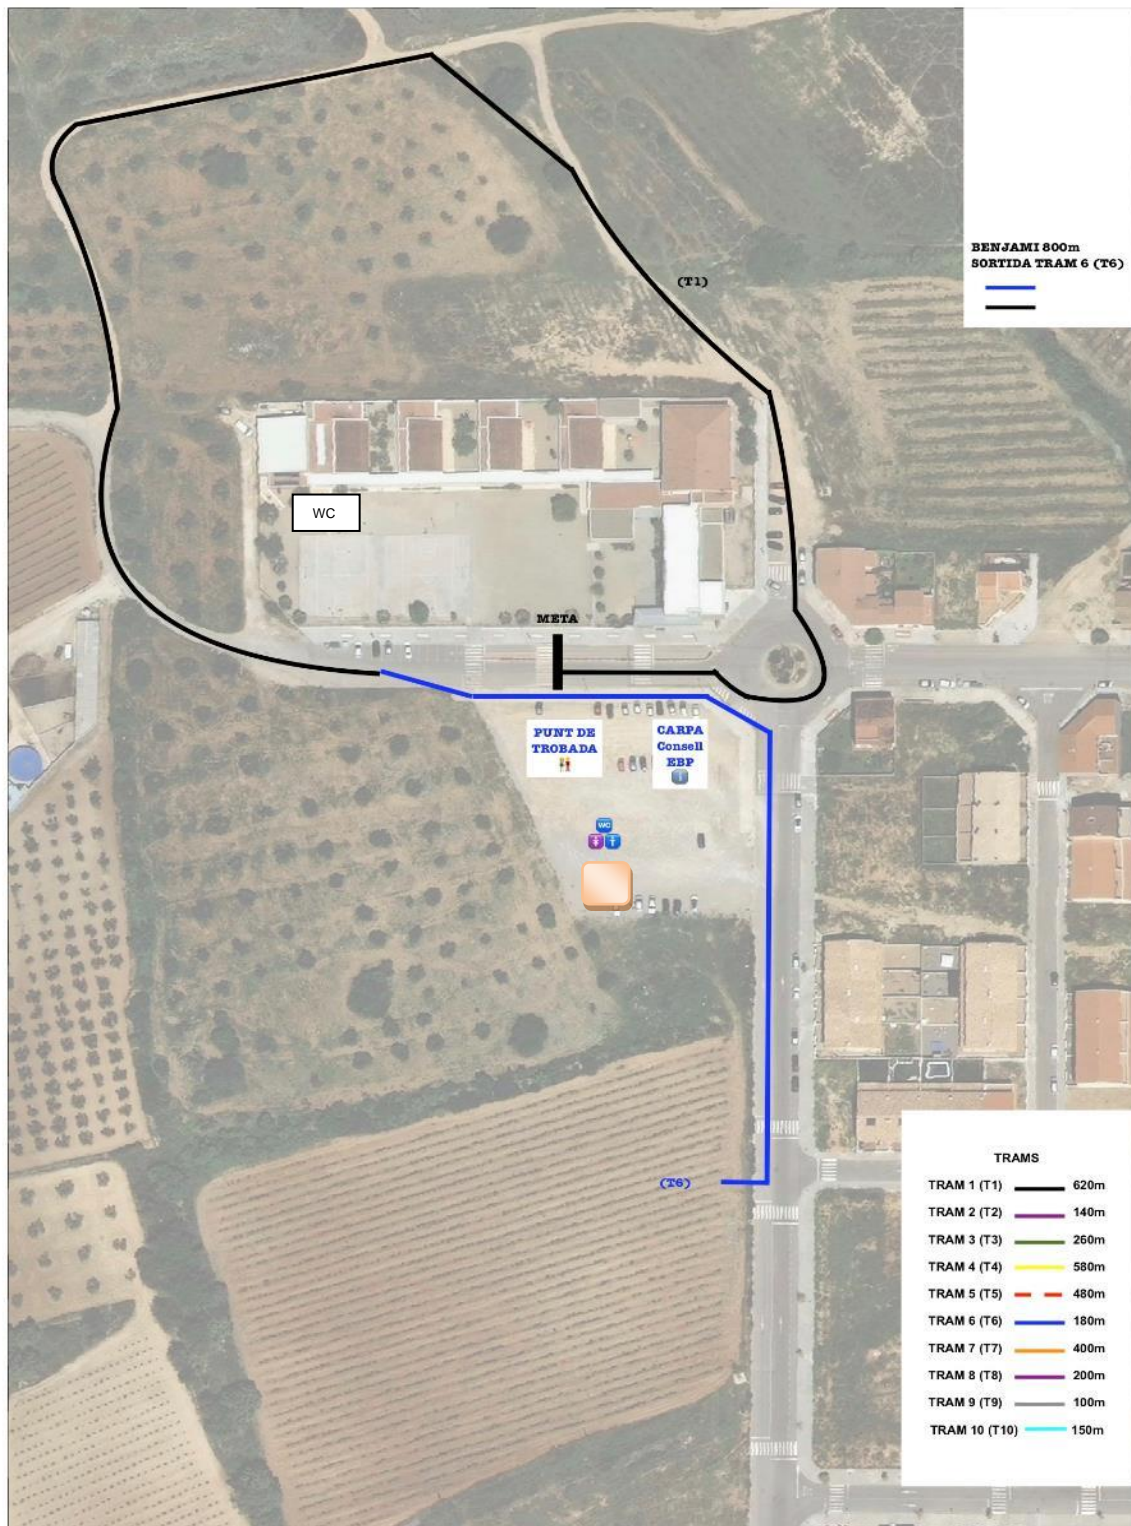 BENJAMI 800m
SORTIDA TRAM 6 (T6)
(T1)
WC
META
PUNT DE
TROBADA
CARPA
Consell
EBP
WC
(T6)
TRAMS
TRAM 1 (T1) 620m
TRAM 2 (T2) 140m
TRAM 3 (T3) 260m
TRAM 4 (T4) 580m
TRAM 5 (T5) 480m
TRAM 6 (T6) 180m
TRAM 7 (T7) 400m
TRAM 8 (T8) 200m
TRAM 9 (T9) 100m
TRAM 10 (T10) 150m